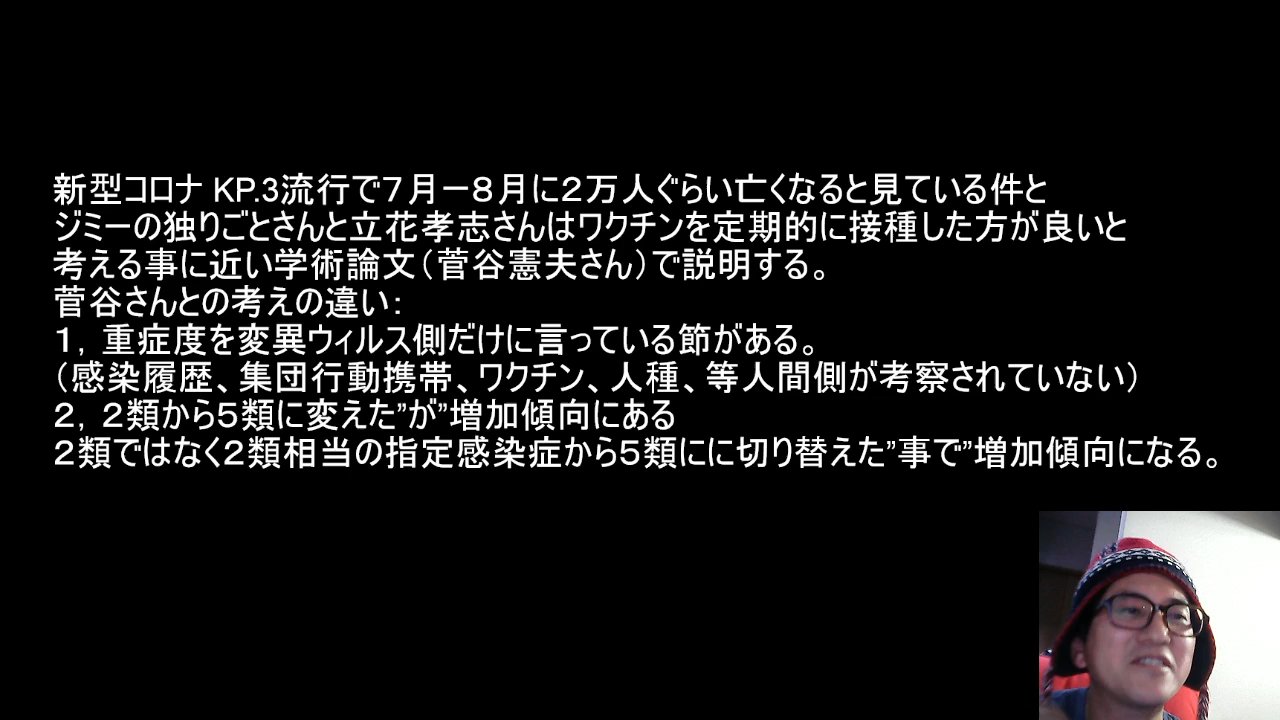 新型コロナ KP.3流行で７月－８月に２万人ぐらい亡くなると見ている件と
ジミーの独りごとさんと立花孝志さんはワクチンを定期的に接種した方が良いと
考える事に近い学術論文（菅谷憲夫さん）で説明する。
菅谷さんとの考えの違い：
１，重症度を変異ウィルス側だけに言っている節がある。
（感染履歴、集団行動携帯、ワクチン、人種、等人間側が考察されていない）
２，２類から５類に変えた”が”増加傾向にある
２類ではなく２類相当の指定感染症から５類にに切り替えた”事で”増加傾向になる。